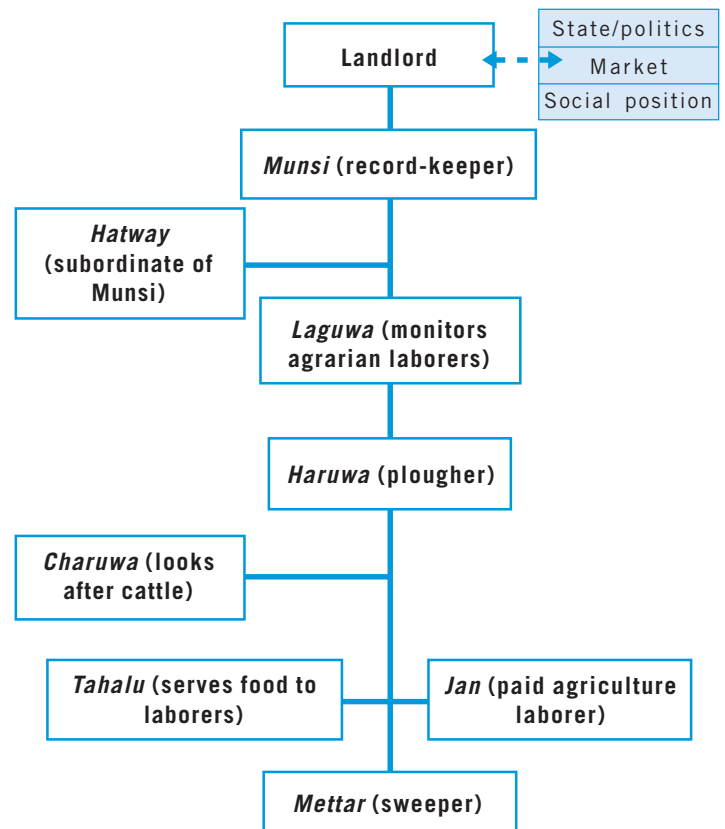 Landlord
State/politics
Market
Social position
Munsi (record-keeper)
Hatway
(subordinate of
Munsi)
Laguwa (monitors
agrarian laborers)
Haruwa (plougher)
Charuwa (looks
after cattle)
Tahalu (serves food to
laborers)
Jan (paid agriculture
laborer)
Mettar (sweeper)